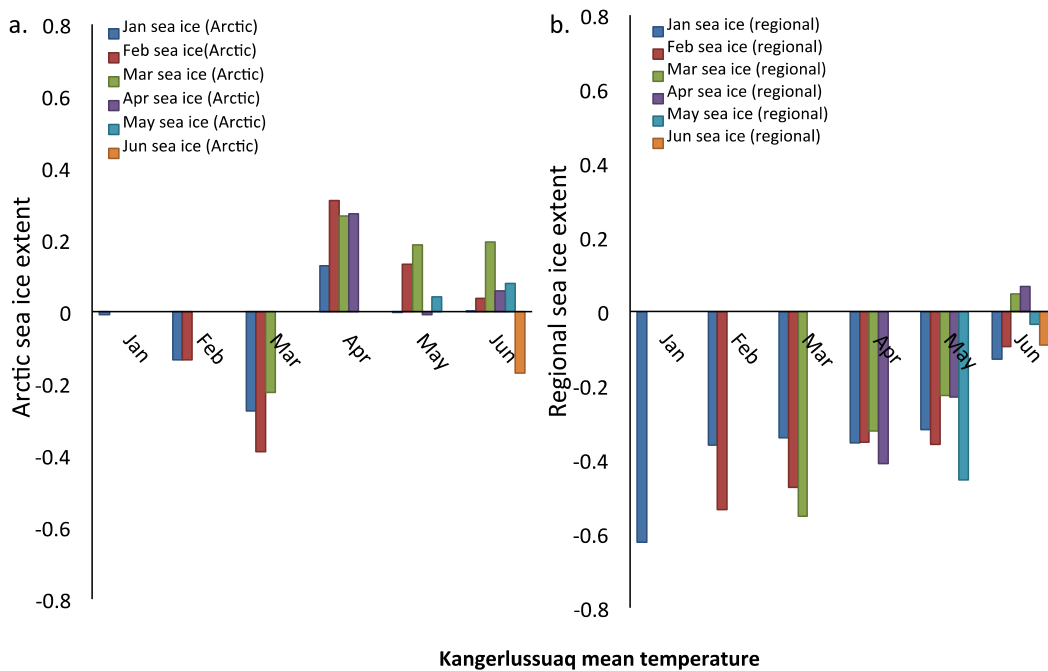 a.
Jan sea ice (Arctic)
Feb sea ice(Arctic)
Mar sea ice (Arctic)
Apr sea ice (Arctic)
May sea ice (Arctic)
Jun sea ice (Arctic)
Arctic sea ice extent
0.8
0.6
0.4
0.2
0
-0.2
-0.4
-0.6
-0.8
Jan
Feb
Mar
Apr
May
Jun
b.
Jan sea ice (regional)
Feb sea ice (regional)
Mar sea ice (regional)
Apr sea ice (regional)
May sea ice (regional)
Jun sea ice (regional)
Regional sea ice extent
0.8
0.6
0.4
0.2
0
-0.2
-0.4
-0.6
-0.8
Jan
Feb
Mar
Apr
May
Jun
Kangerlussuaq mean temperature